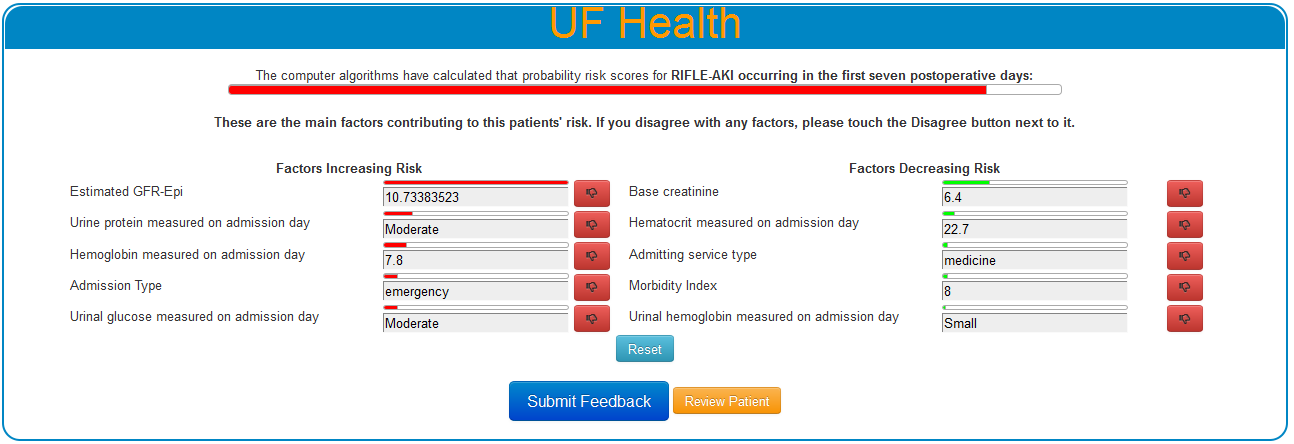 UF Health
The computer algorithms have calculated that probability risk scores for RIFLE-AKI occurring in the first seven postoperative days:
These are the main factors contributing to this patients' risk. If you disagree with any factors, please touch the Disagree button next to it.
Factors Increasing Risk
Estimated GFR-Epi 10.73383523
Urine protein measured on admission day Moderate
Hemoglobin measured on admission day 7.8
Admission Type emergency
Urinal glucose measured on admission day Moderate
Factors Decreasing Risk
Base creatinine 6.4
Hematocrit measured on admission day 22.7
Admitting service type medicine
Morbidity Index 8
Urinal hemoglobin measured on admission day Small
Reset
Submit Feedback Review Patient